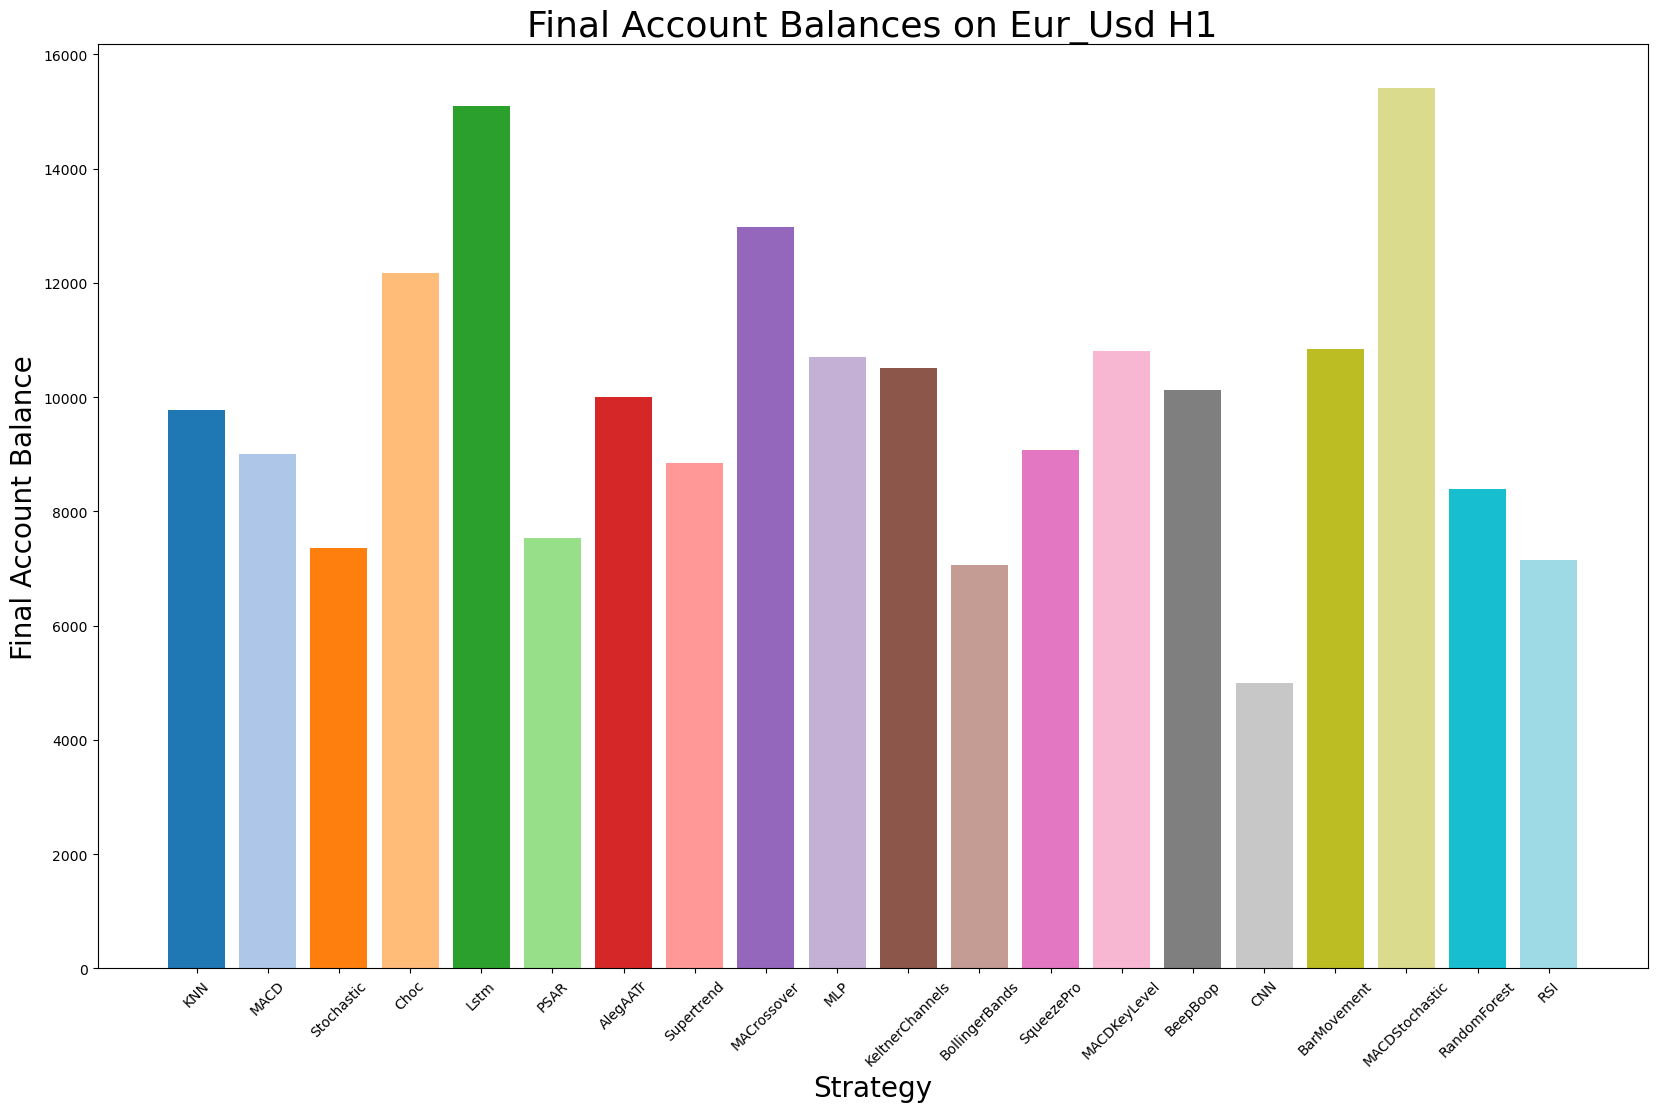 Final Account Balances on Eur_Usd H1
Final Account Balance
16000
14000
12000
10000
8000
6000
4000
2000
0
KNN
MACD
Stochastic
Choc
Lstm
PSAR
AlegAATr
Supertrend
MACrossover
MLP
KeltnerChannels
BollingerBands
SqueezePro
MACDKeyLevel
BeepBoop
CNN
BarMovement
MACDStochastic
RandomForest
RSI
Strategy